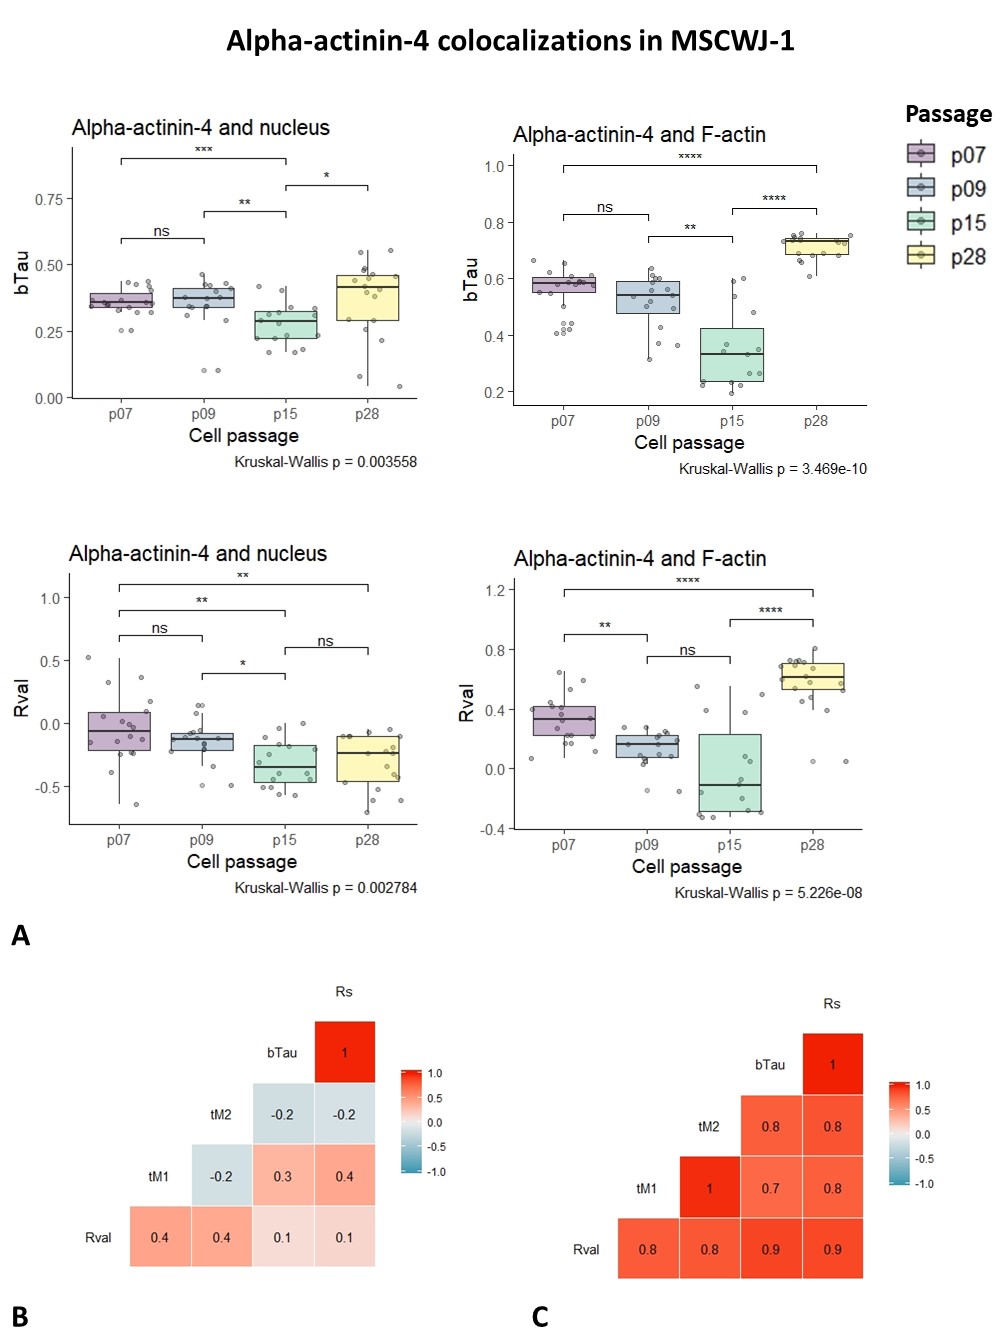 Alpha-actinin-4 colocalizations in MSCWJ-1
Passage
p07
p09
p15
p28
Alpha-actinin-4 and nucleus
bTau
0.75
0.50
0.25
0.00
***
*
**
ns
p07 p09 p15 p28
Cell passage
Kruskal-Wallis p = 0.003558
Alpha-actinin-4 and F-actin
bTau
1.0
0.8
0.6
0.4
0.2
****
ns
****
**
p07 p09 p15 p28
Cell passage
Kruskal-Wallis p = 3.469e-10
Alpha-actinin-4 and nucleus
Rval
1.0
0.5
0.0
-0.5
**
**
ns
ns
*
p07 p09 p15 p28
Cell passage
Kruskal-Wallis p = 0.002784
Alpha-actinin-4 and F-actin
Rval
1.2
0.8
0.4
0.0
-0.4
****
****
**
ns
p07 p09 p15 p28
Cell passage
Kruskal-Wallis p = 5.226e-08
A
Rs
bTau 1
tM2 -0.2 -0.2
tM1 -0.2 0.3 0.4
Rval 0.4 0.4 0.1 0.1
1.0
0.5
0.0
-0.5
-1.0
B
Rs
bTau 1
tM2 0.8 0.8
tM1 1 0.7 0.8
Rval 0.8 0.8 0.9 0.9
1.0
0.5
0.0
-0.5
-1.0
C